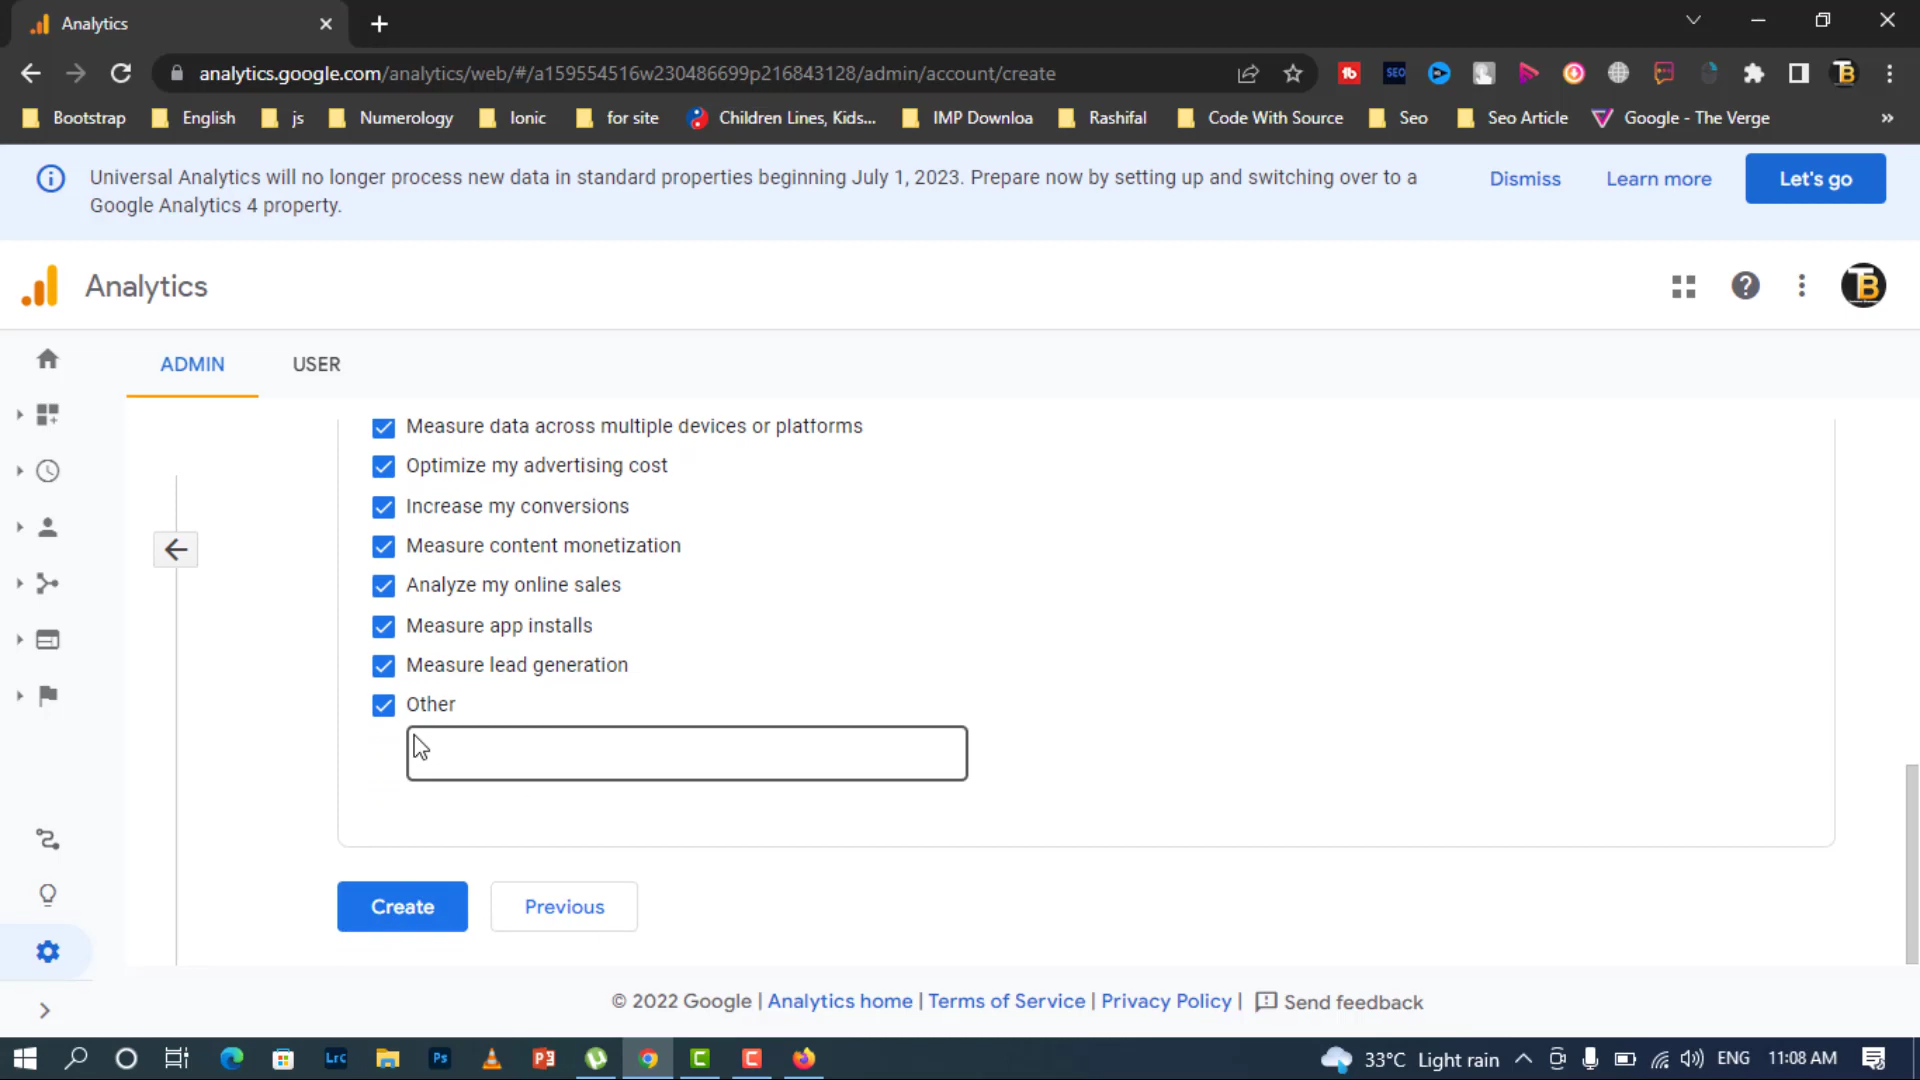 Analytics
analytics.google.com/analytics/web/#/a159554516w230486699p216843128/admin/account/create
SEO
Bootstrap English js Numerology Ionic for site Children Lines, Kids... IMP Downloa Rashifal Code With Source Seo Seo Article Google - The Verge »
Universal Analytics will no longer process new data in standard properties beginning July 1, 2023. Prepare now by setting up and switching over to a
Google Analytics 4 property.
Dismiss Learn more Let's go
Analytics
TB
ADMIN USER
Measure data across multiple devices or platforms
Optimize my advertising cost
Increase my conversions
Measure content monetization
Analyze my online sales
Measure app installs
Measure lead generation
Other
Create Previous
© 2022 Google | Analytics home | Terms of Service | Privacy Policy | Send feedback
Lrc Ps 33°C Light rain ENG 11:08 AM